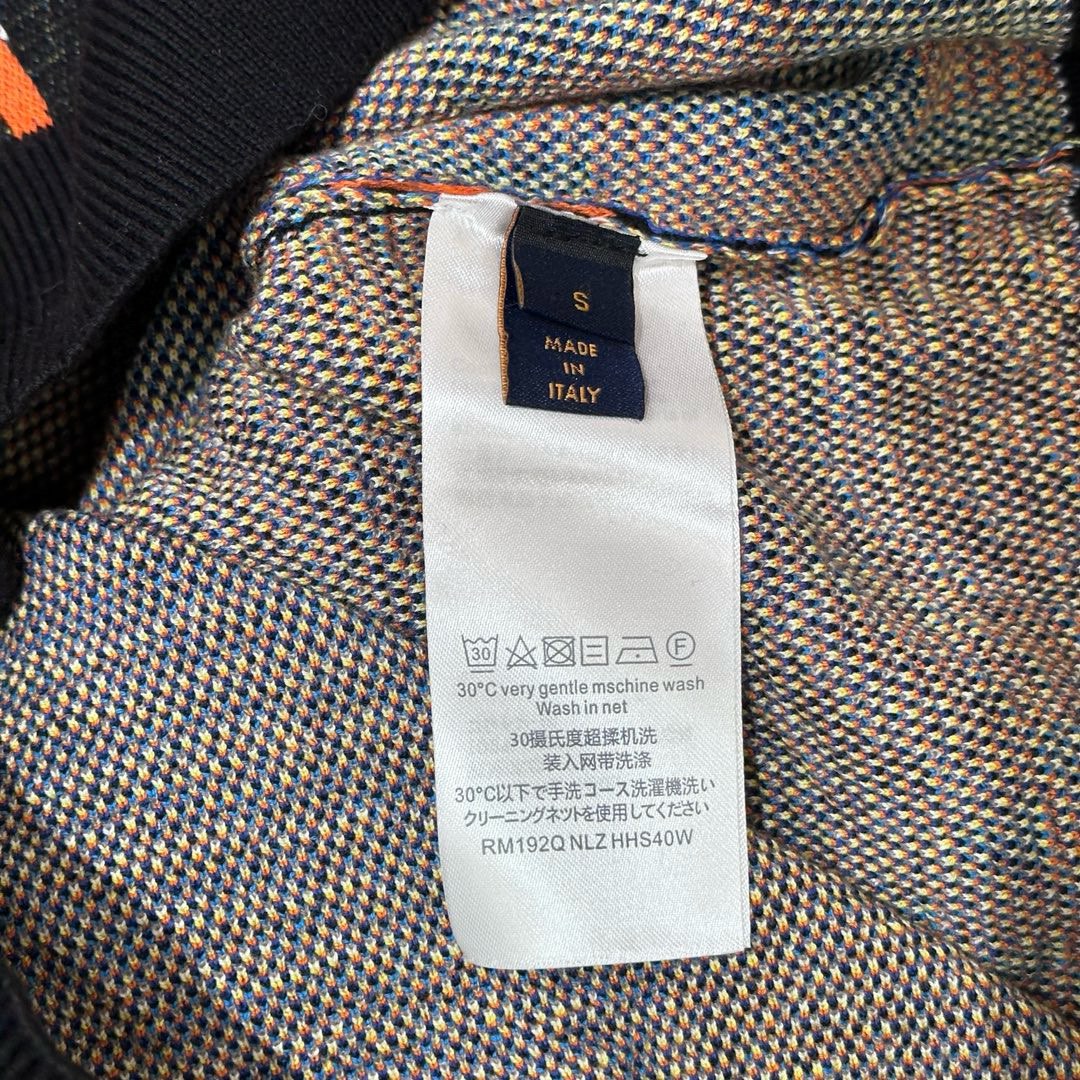 S
MADE
IN
ITALY
30
30°C very gentle mschine wash
Wash in net
30摄氏度超揉机洗
装入网带洗涤
30°C以下で手洗コース洗濯機洗い
クリーニングネットを使用してください
RM192Q NLZ HHS40W